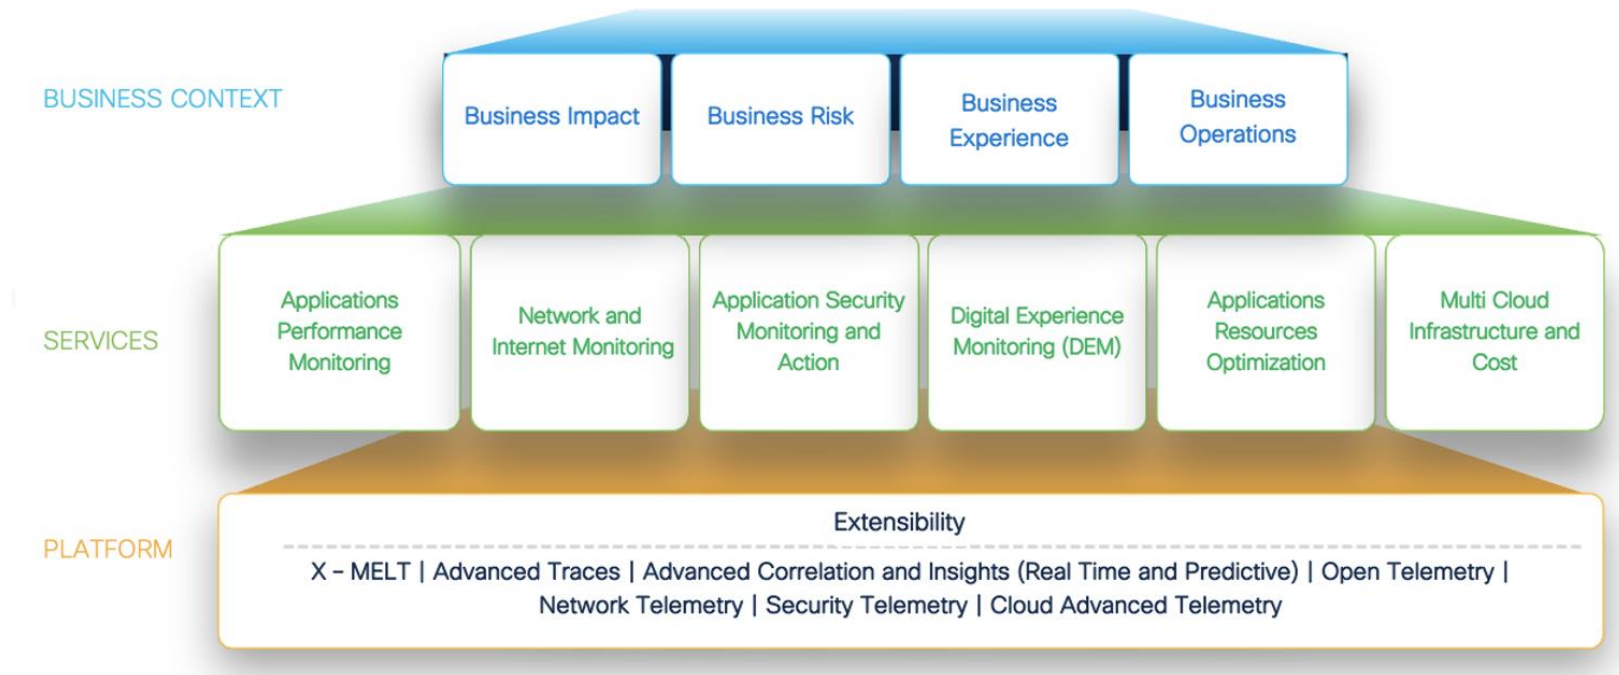 BUSINESS CONTEXT
Business Impact
Business Risk
Business
Experience
Business
Operations
SERVICES
Applications
Performance
Monitoring
Network and
Internet Monitoring
Application Security
Monitoring and
Action
Digital Experience
Monitoring (DEM)
Applications
Resources
Optimization
Multi Cloud
Infrastructure and
Cost
PLATFORM
Extensibility
X – MELT | Advanced Traces | Advanced Correlation and Insights (Real Time and Predictive) | Open Telemetry |
Network Telemetry | Security Telemetry | Cloud Advanced Telemetry